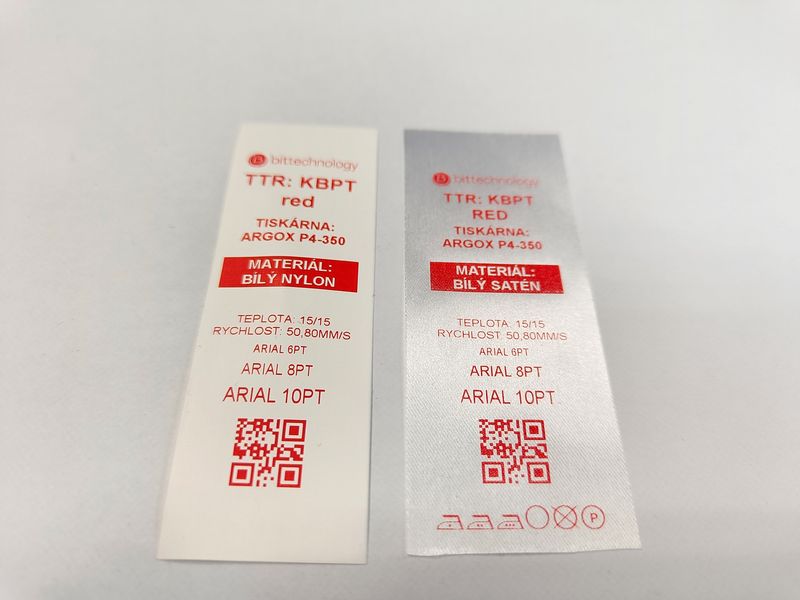 bittechnology
TTR: KBPT
red
TISKÁRNA:
ARGOX P4-350
MATERIÁL:
BÍLÝ NYLON
TEPLOTA: 15/15
RYCHLOST: 50,80MM/S
ARIAL 6PT
ARIAL 8PT
ARIAL 10PT
bittechnology
TTR: KBPT
RED
TISKÁRNA:
ARGOX P4-350
MATERIÁL:
BÍLÝ SATÉN
TEPLOTA: 15/15
RYCHLOST: 50,80MM/S
ARIAL 6PT
ARIAL 8PT
ARIAL 10PT
P